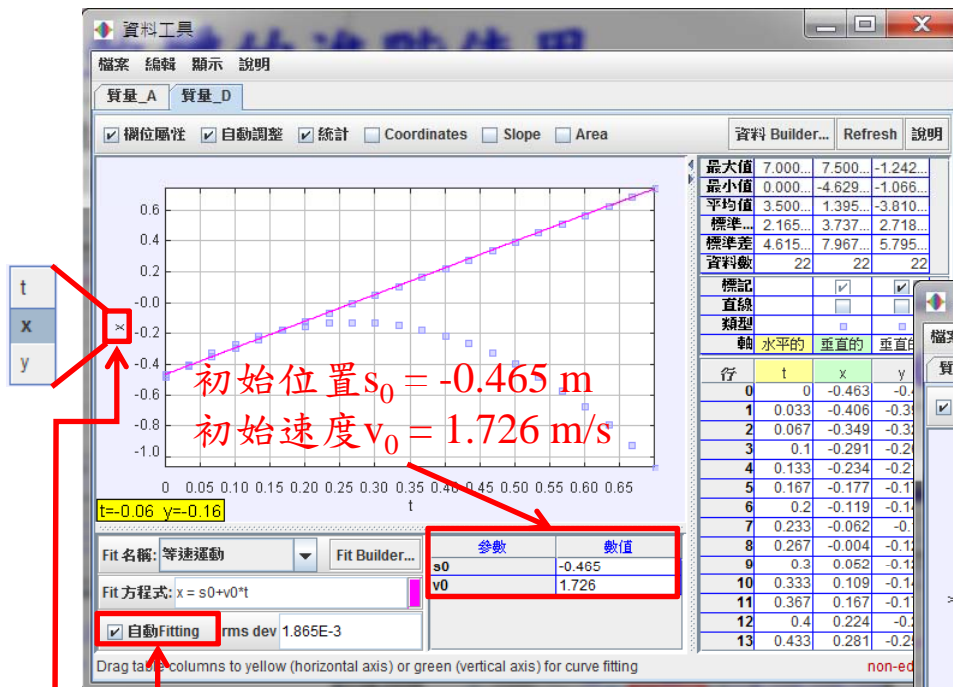 資料工具
檔案 編輯 顯示 說明
質量_A 質量_D
欄位屬性 自動調整 統計 Coordinates Slope Area 資料 Builder... Refresh 說明
最大值 7.000... 7.500... -1.242...
最小值 0.000... -4.629... -1.066...
平均值 3.500... 1.395... -3.810...
標準... 2.165... 3.737... 2.718...
標準差 4.615... 7.967... 5.795...
資料數 22 22 22
標記
直線
類型
軸 水平的 垂直的
行 t x y
0 0 -0.463
1 0.033 -0.406
2 0.067 -0.349
3 0.1 -0.291
4 0.133 -0.234
5 0.167 -0.177
6 0.2 -0.119
7 0.233 -0.062
8 0.267 -0.004
9 0.3 0.052
10 0.333 0.109
11 0.367 0.167
12 0.4 0.224
13 0.433 0.281
t
x
y
x
0.6
0.4
0.2
-0.0
-0.2
-0.4
-0.6
-0.8
-1.0
初始位置s0 = -0.465 m
初始速度v0 = 1.726 m/s
0 0.05 0.10 0.15 0.20 0.25 0.30 0.35 0.40 0.45 0.50 0.55 0.60 0.65
t
t=-0.06 y=-0.16
Fit 名稱: 等速運動 Fit Builder...
Fit 方程式: x = s0+v0*t
自動Fitting rms dev 1.865E-3
參數 數值
s0 -0.465
v0 1.726
Drag table columns to yellow (horizontal axis) or green (vertical axis) for curve fitting